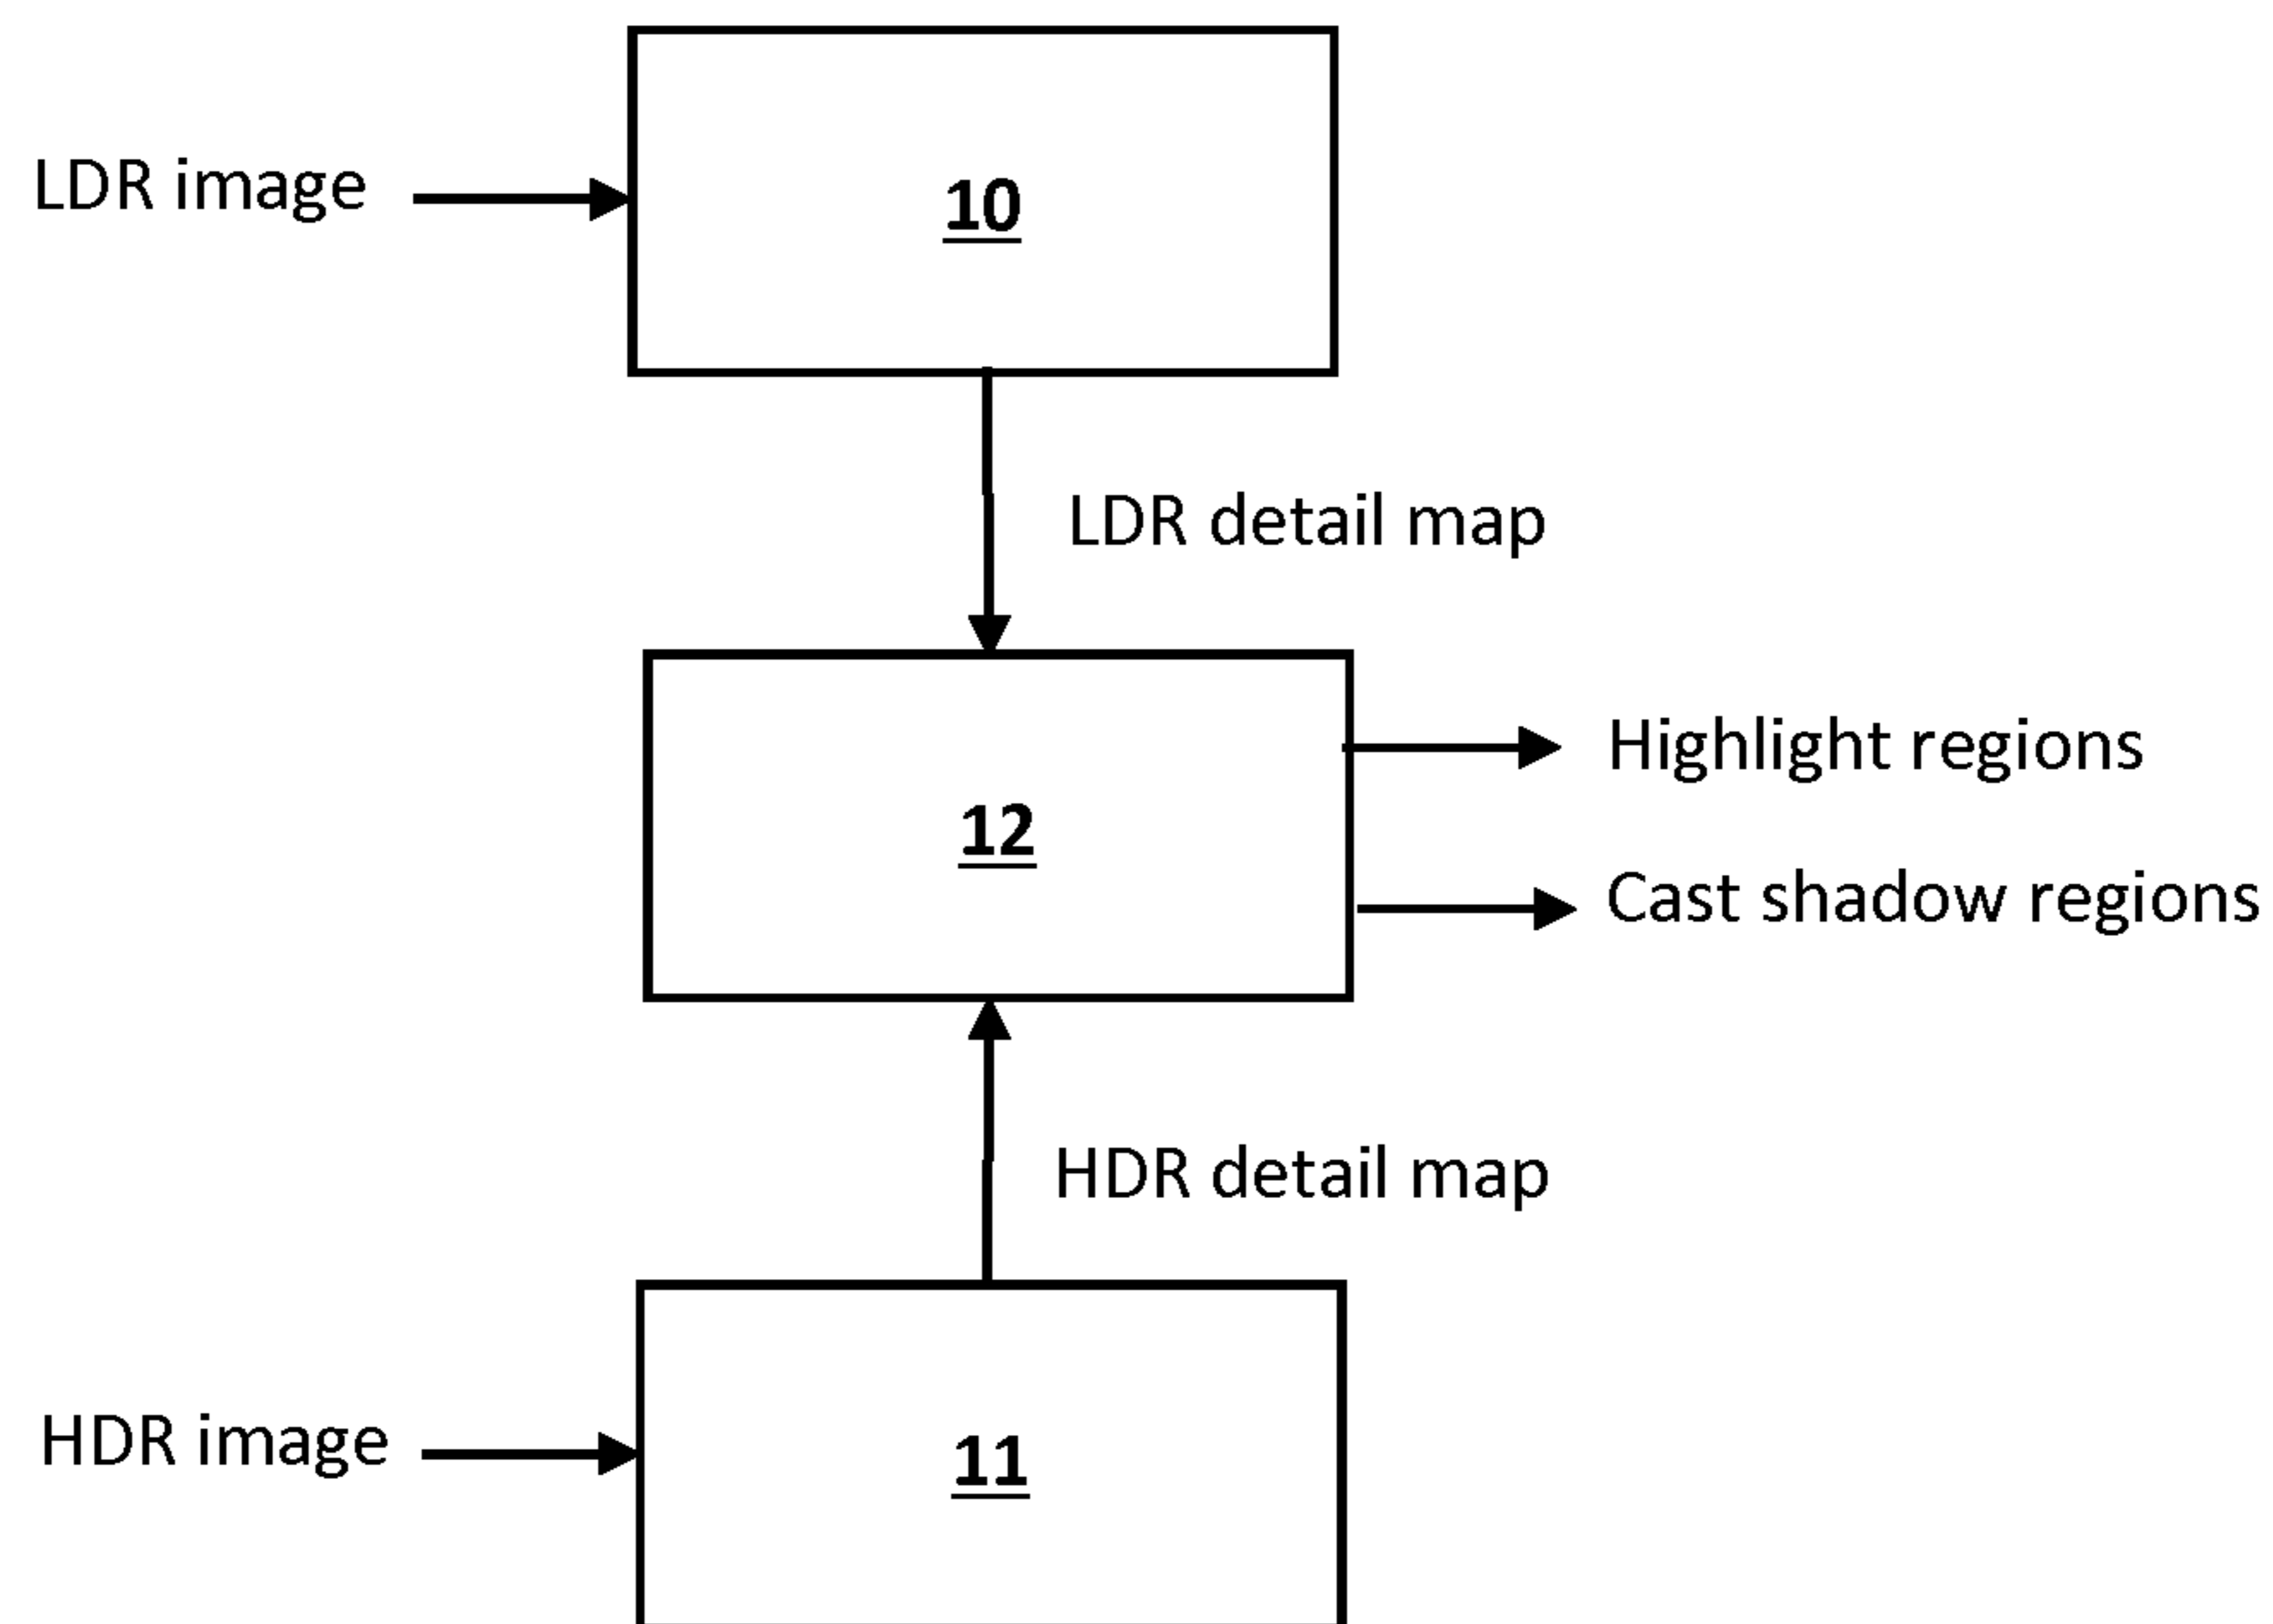 LDR image
10
LDR detail map
12
Highlight regions
Cast shadow regions
HDR detail map
HDR image
11